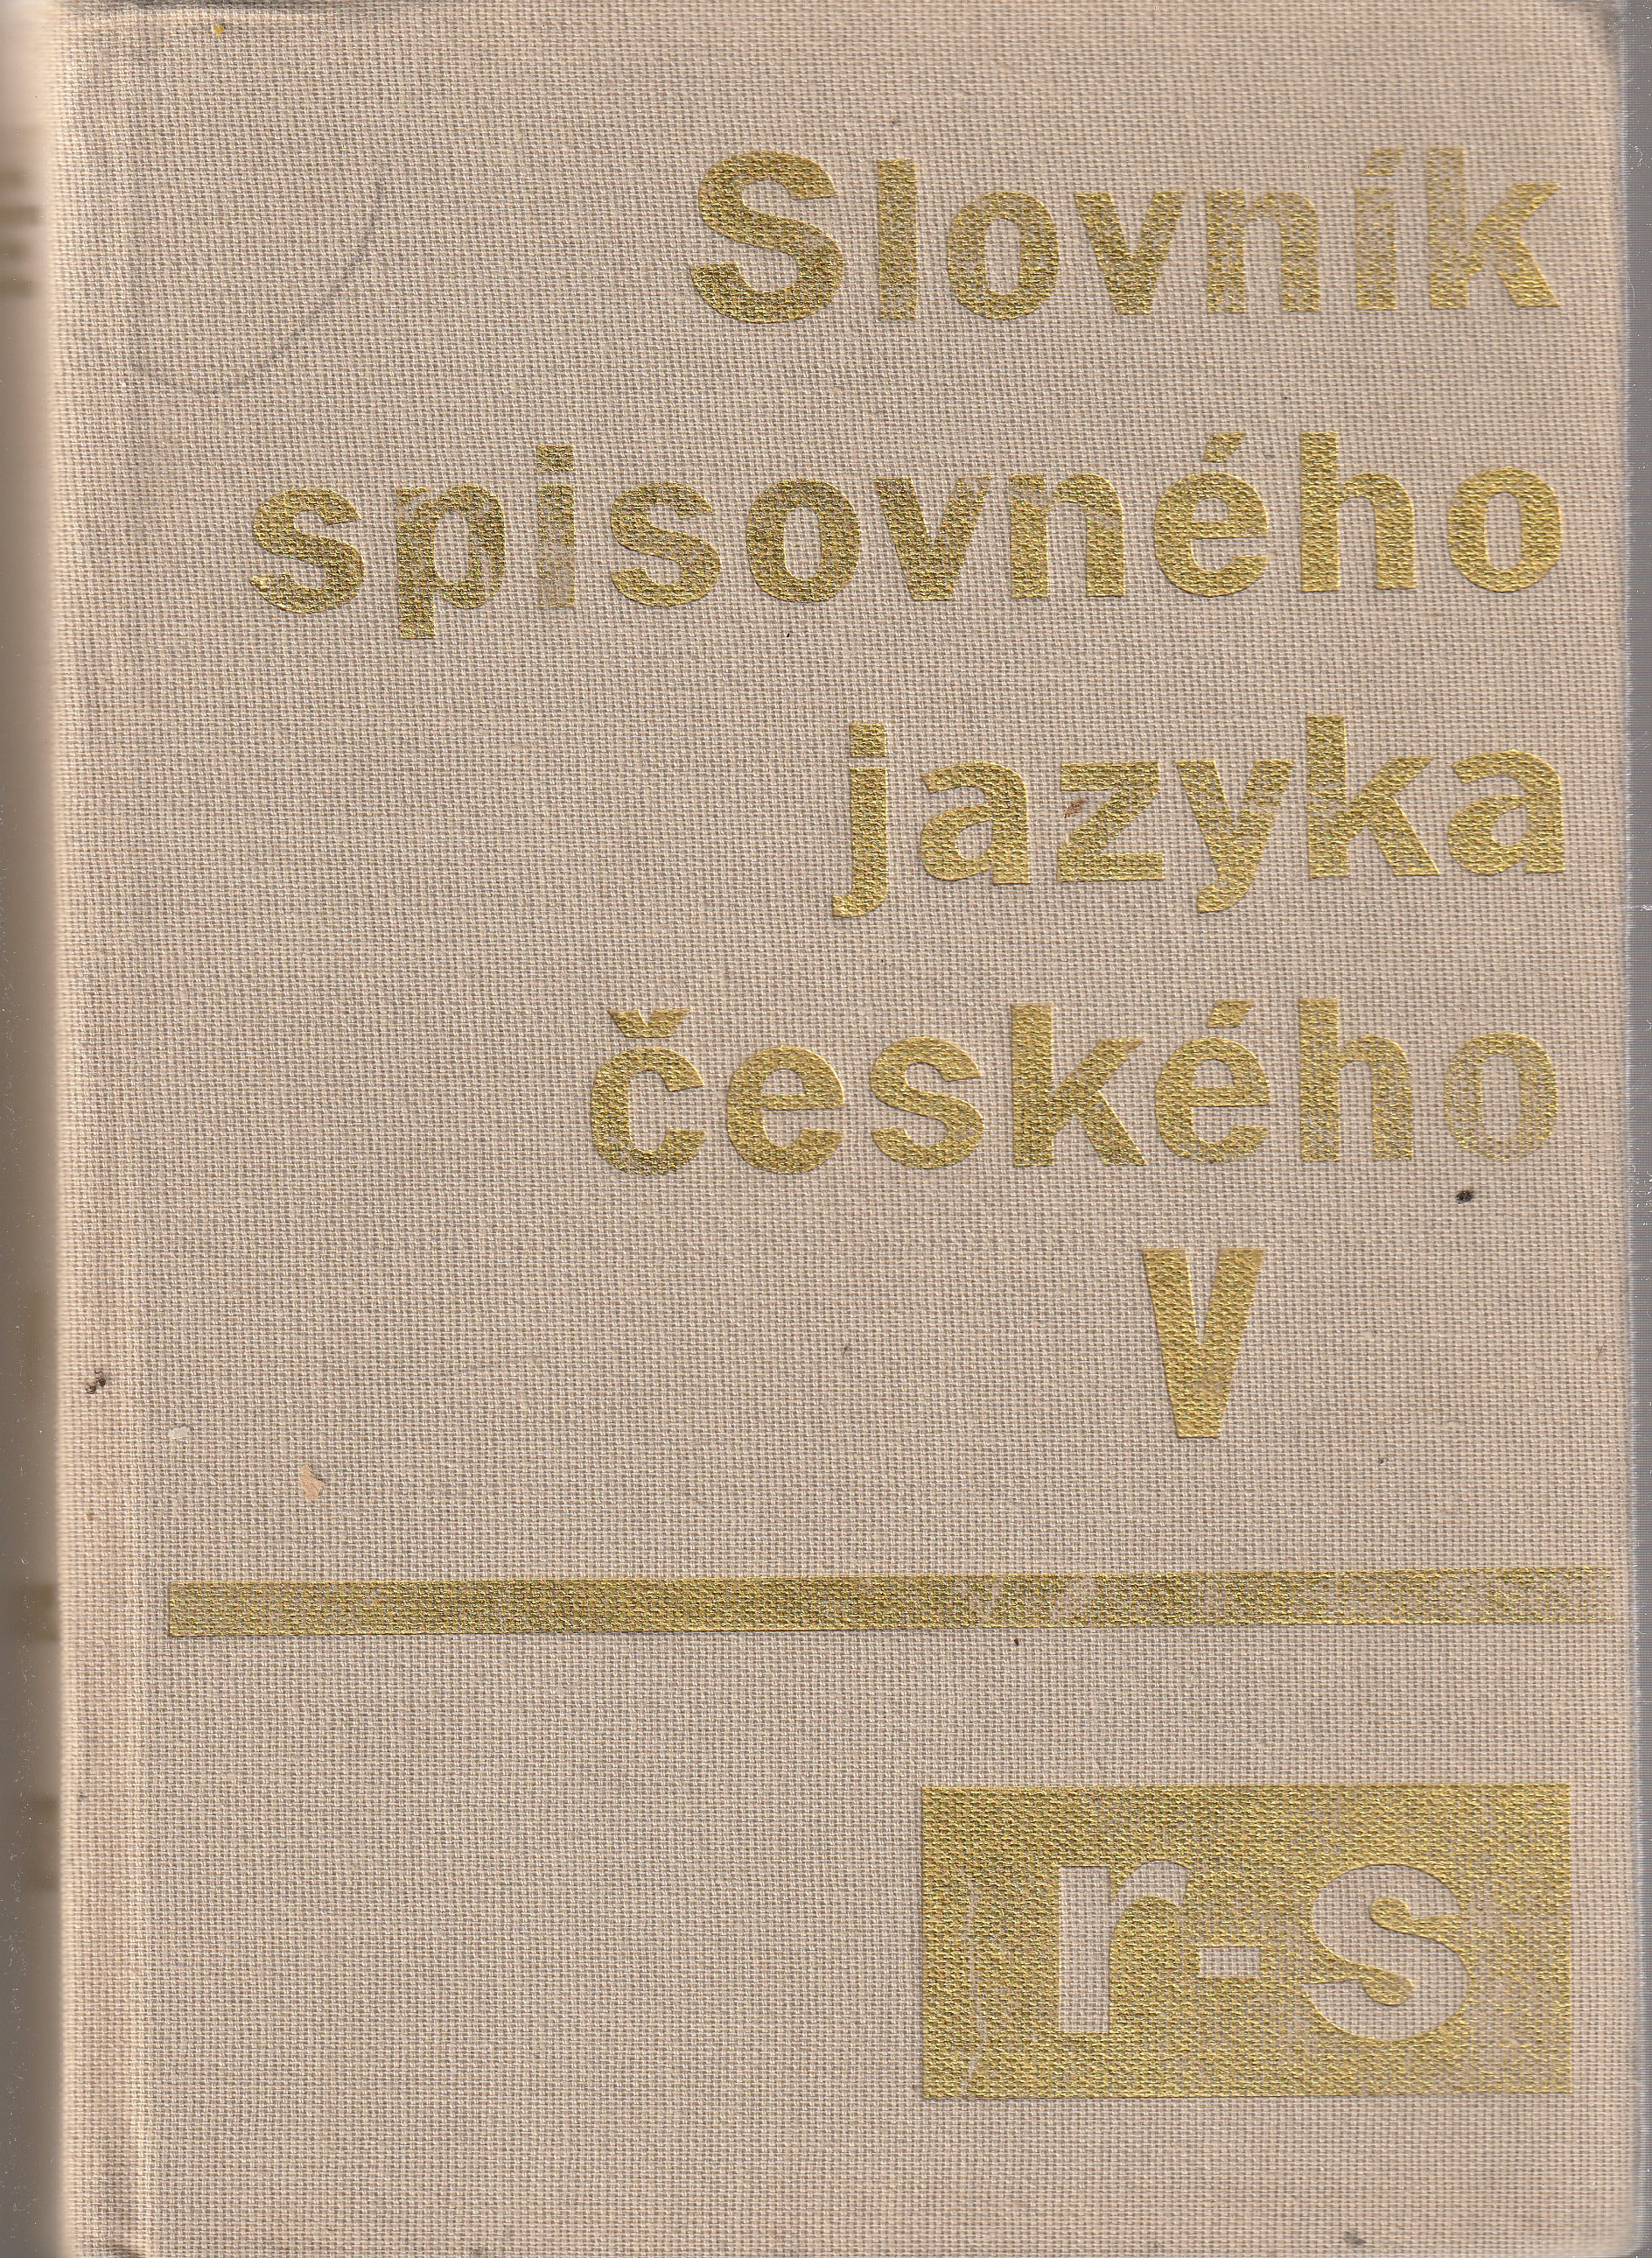 Slovník
spisovného
jazyka
českého
V
r-s